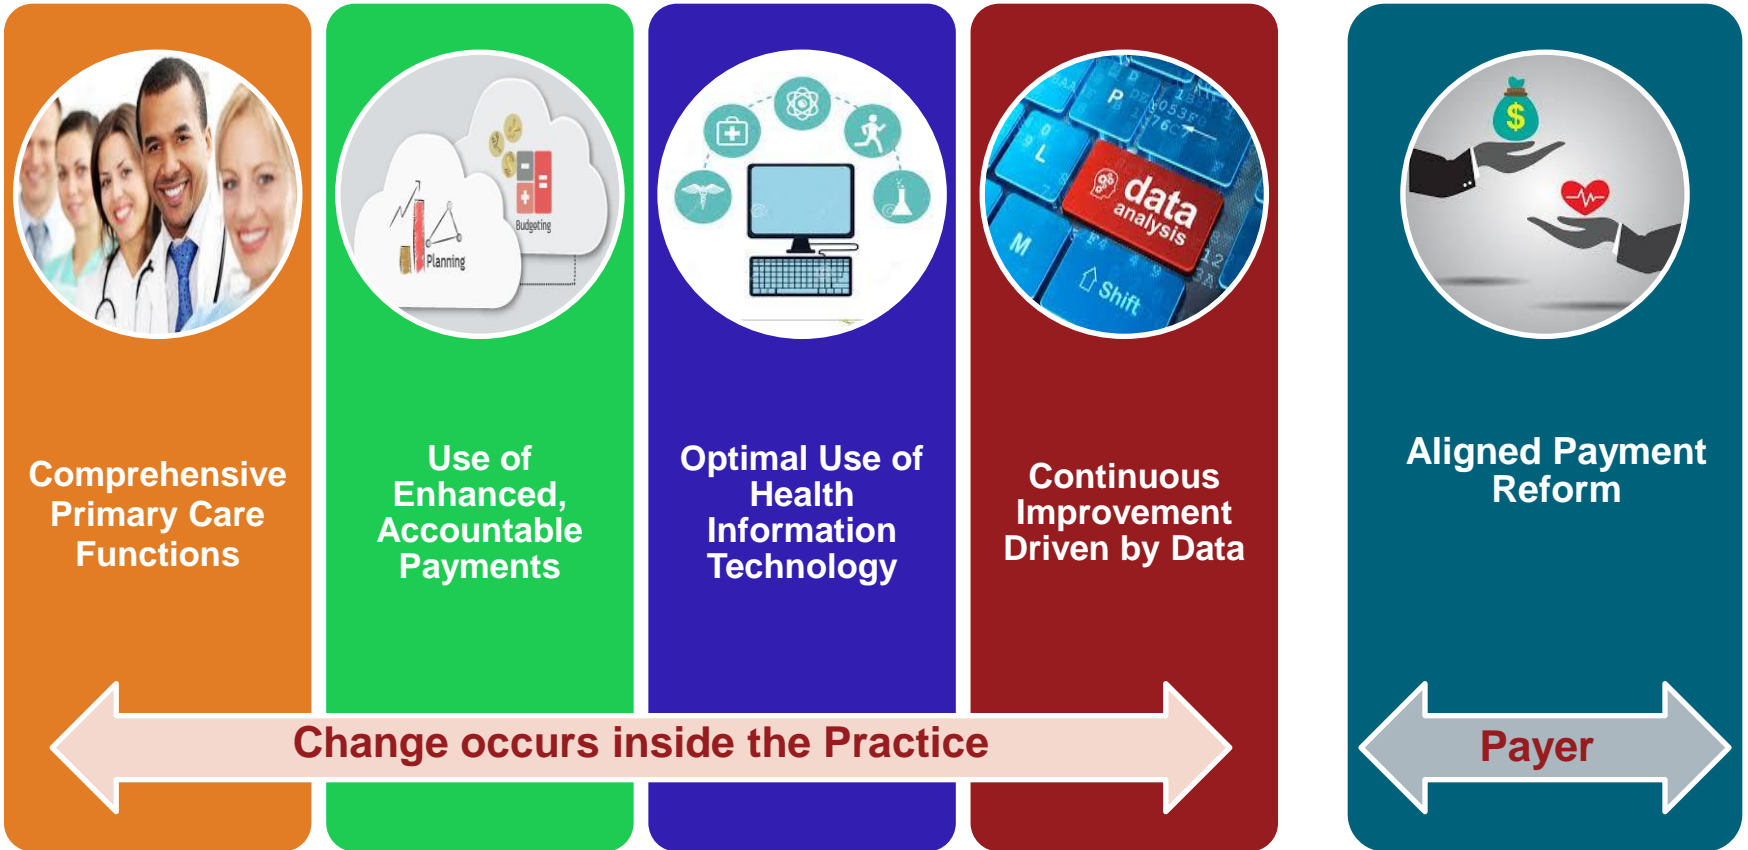 Planning
Budgeting
$
P
L
M
data
analysis
Shift
Comprehensive
Primary Care
Functions
Use of
Enhanced,
Accountable
Payments
Optimal Use of
Health
Information
Technology
Continuous
Improvement
Driven by Data
Aligned Payment
Reform
Change occurs inside the Practice
Payer